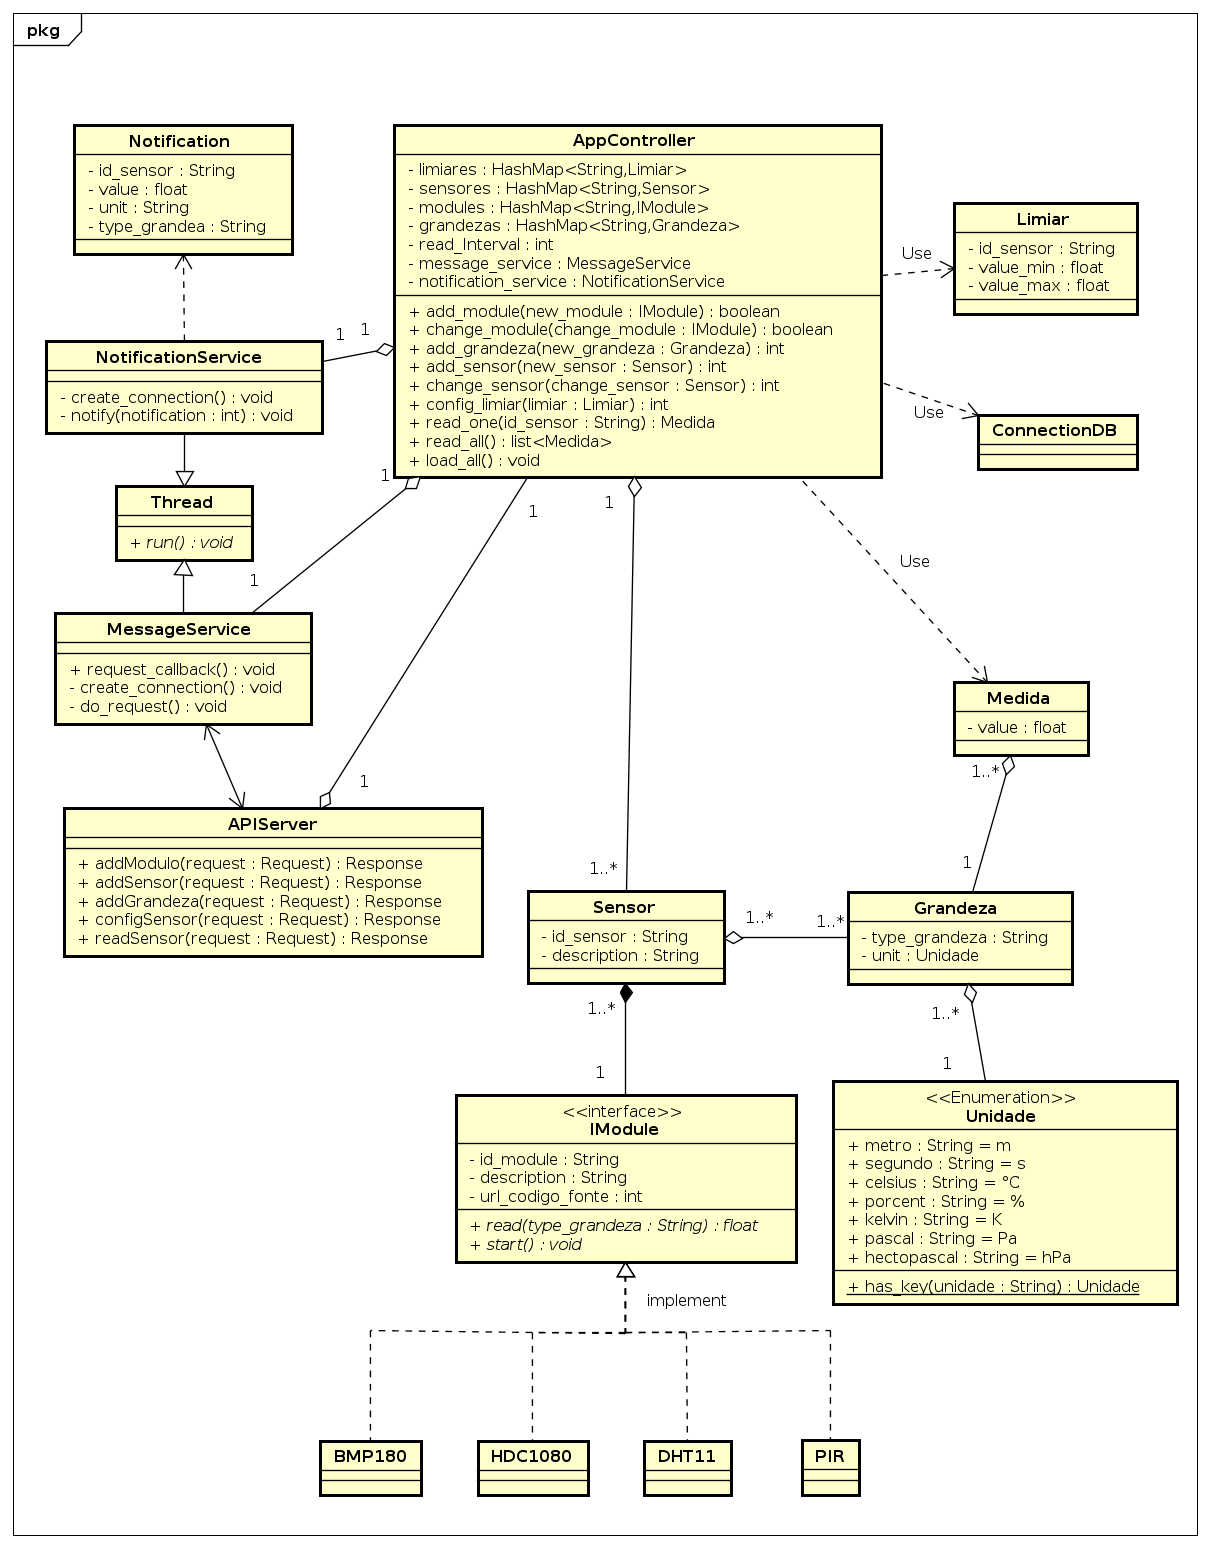 pkg
Notification
- id_sensor : String
- value : float
- unit : String
- type_grandea : String
AppController
- limiares : HashMap<String,Limiar>
- sensores : HashMap<String,Sensor>
- modules : HashMap<String,IModule>
- grandezas : HashMap<String,Grandeza>
- read_Interval : int
- message_service : MessageService
- notification_service : NotificationService
+ add_module(new_module : IModule) : boolean
+ change_module(change_module : IModule) : boolean
+ add_grandeza(new_grandeza : Grandeza) : int
+ add_sensor(new_sensor : Sensor) : int
+ change_sensor(change_sensor : Sensor) : int
+ config_limiar(limiar : Limiar) : int
+ read_one(id_sensor : String) : Medida
+ read_all() : list<Medida>
+ load_all() : void
Use
Limiar
- id_sensor : String
- value_min : float
- value_max : float
Use
ConnectionDB
1
1
NotificationService
- create_connection() : void
- notify(notification : int) : void
Thread
+ run() : void
1
1
1
1
Use
MessageService
+ request_callback() : void
- create_connection() : void
- do_request() : void
Medida
- value : float
1..*
1
1
APIServer
+ addModulo(request : Request) : Response
+ addSensor(request : Request) : Response
+ addGrandeza(request : Request) : Response
+ configSensor(request : Request) : Response
+ readSensor(request : Request) : Response
1..*
Sensor
- id_sensor : String
- description : String
1..*
1..*
Grandeza
- type_grandeza : String
- unit : Unidade
1..*
1
1..*
1
<<interface>>
IModule
- id_module : String
- description : String
- url_codigo_fonte : int
+ read(type_grandeza : String) : float
+ start() : void
<<Enumeration>>
Unidade
+ metro : String = m
+ segundo : String = s
+ celsius : String = °C
+ porcent : String = %
+ kelvin : String = K
+ pascal : String = Pa
+ hectopascal : String = hPa
+ has_key(unidade : String) : Unidade
implement
BMP180
HDC1080
DHT11
PIR